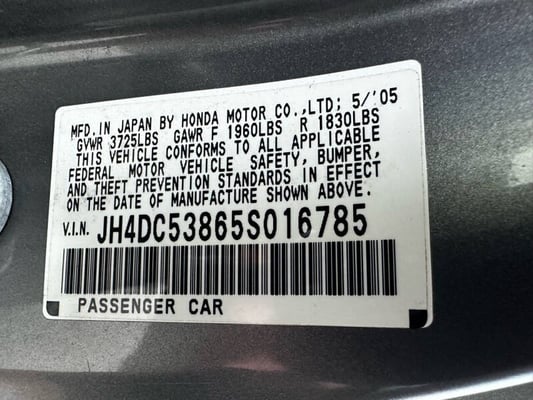 MFD.IN JAPAN BY HONDA MOTOR CO.,LTD; 5/'05
GVWR 3725LBS GAWR F 1960LBS R 1830LBS
THIS VEHICLE CONFORMS TO ALL APPLICABLE
FEDERAL MOTOR VEHICLE SAFETY, BUMPER,
AND THEFT PREVENTION STANDARDS IN EFFECT
ON THE DATE OF MANUFACTURE SHOWN ABOVE.
V.I.N. JH4DC53865S016785
PASSENGER CAR